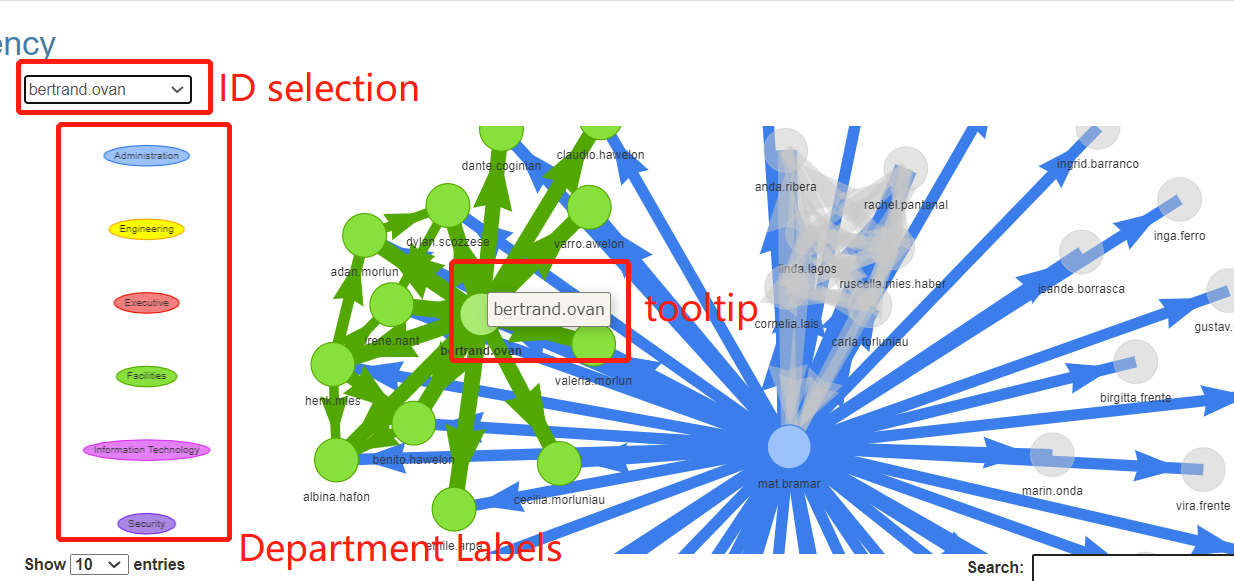 ency
bertrand.ovan
ID selection
Administration
Engineering
Executive
Facilities
Information Technology
Security
Department Labels
dante.coginian
claudio.hawelon
dylan.scozzese
varro.awelon
adan.morlun
bertrand.ovan
tooltip
irene.nant
bertrand.ovan
valeria.morlun
henk.mies
benito.hawelon
albina.hafon
cecilia.morluniau
emile.arpa
anda.ribera
rachel.pantanal
linda.lagos
ruscella.mies.haber
cornelia.lais
carla.forluniau
mat.bramar
ingrid.barranco
inga.ferro
isande.borrasca
gustav.
birgitta.frente
marin.onda
vira.frente
Show 10 entries
Search: